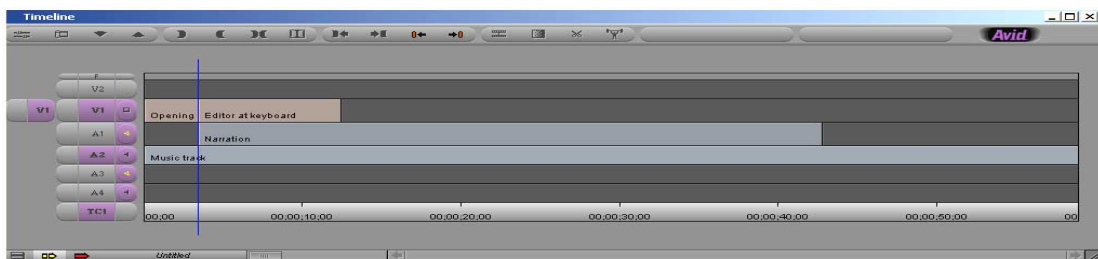 Timeline
Avid
F
V2
V1 V1 Opening Editor at keyboard
A1 Narration
A2 Music track
A3
A4
TC1 00;00 00;00;10;00 00;00;20;00 00;00;30;00 00;00;40;00 00;00;50;00 00
Untitled